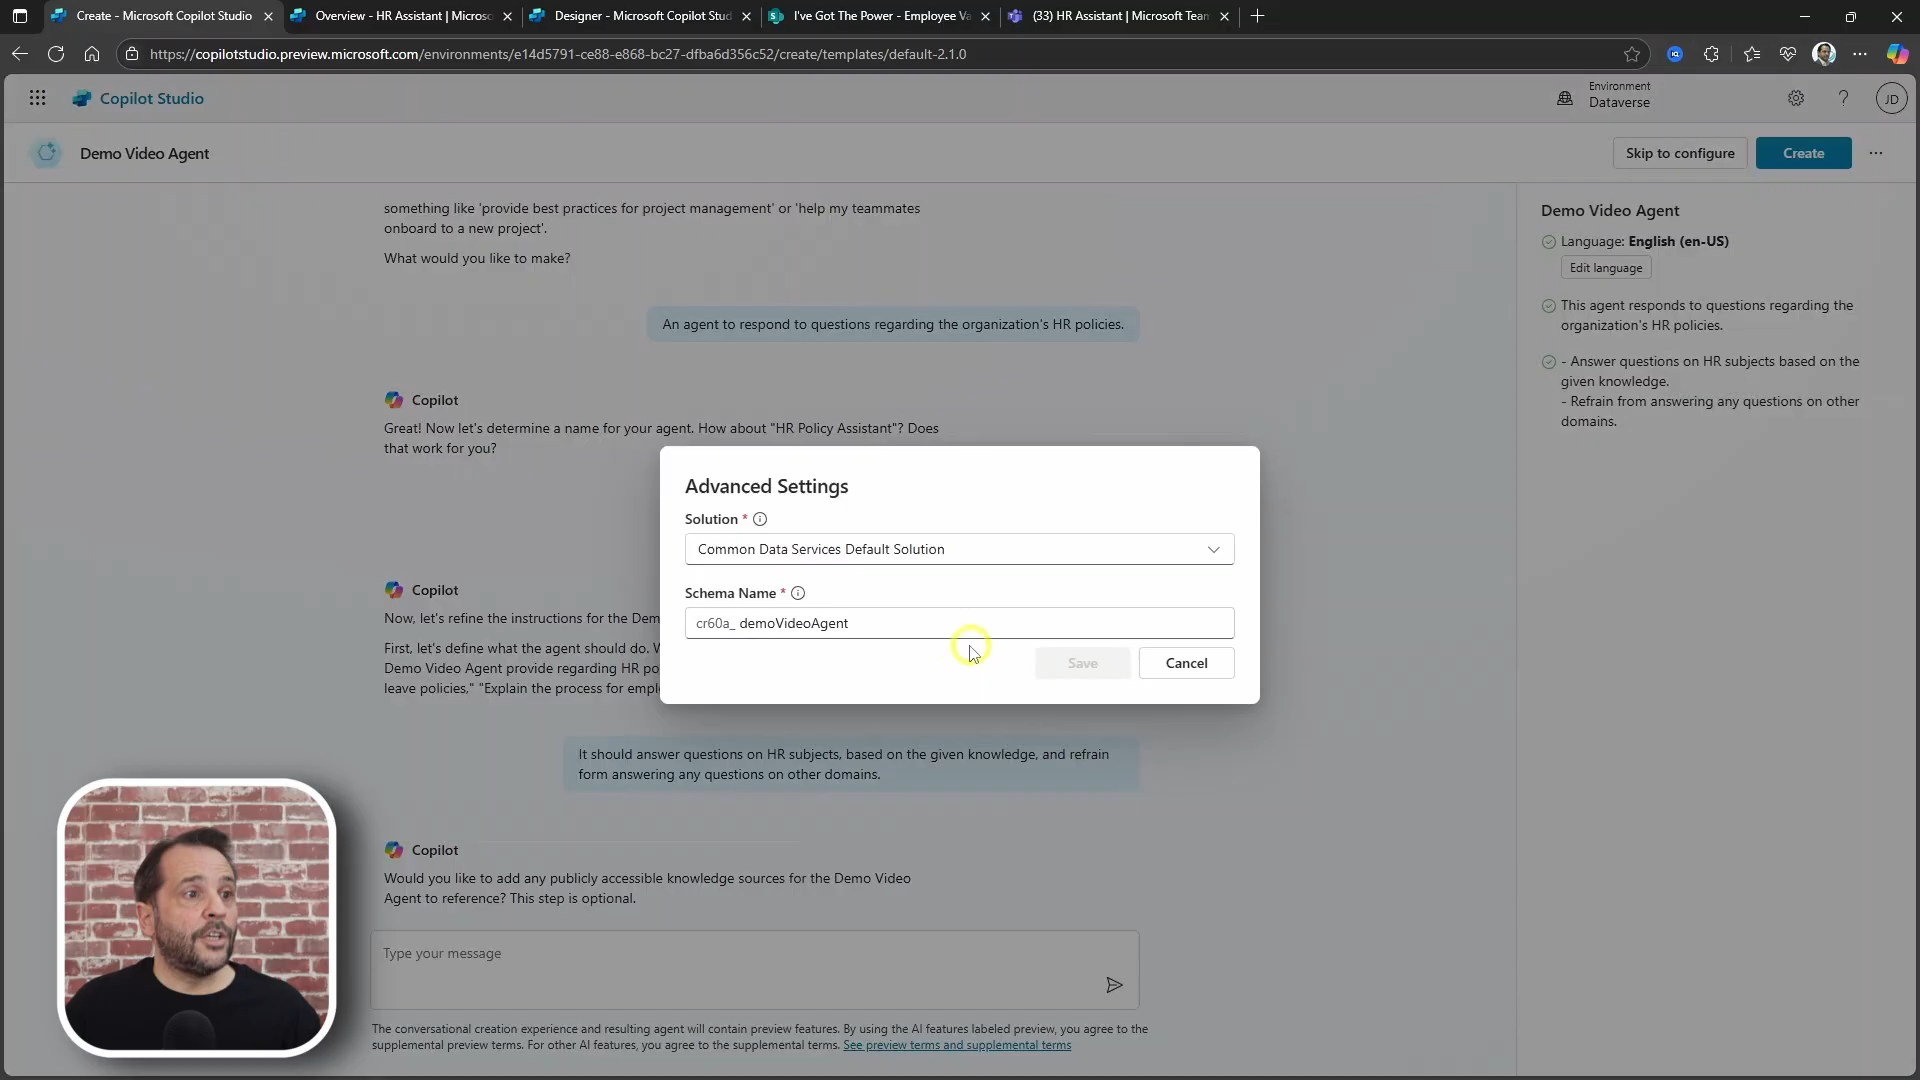 Create - Microsoft Copilot Studio
Overview - HR Assistant | Microsc
Designer - Microsoft Copilot Stud
I've Got The Power - Employee Va
(33) HR Assistant | Microsoft Team
https://copilotstudio.preview.microsoft.com/environments/e14d5791-ce88-e868-bc27-dfba6d356c52/create/templates/default-2.1.0
Copilot Studio
Environment
Dataverse
JD
Demo Video Agent
Skip to configure
Create
something like 'provide best practices for project management' or 'help my teammates
onboard to a new project'.
What would you like to make?
An agent to respond to questions regarding the organization's HR policies.
Copilot
Great! Now let's determine a name for your agent. How about "HR Policy Assistant"? Does
that work for you?
Copilot
Now, let's refine the instructions for the Dem
First, let's define what the agent should do. W
Demo Video Agent provide regarding HR po
leave policies," "Explain the process for empl
Advanced Settings
Solution *
Common Data Services Default Solution
Schema Name *
cr60a_ demoVideoAgent
Save
Cancel
It should answer questions on HR subjects, based on the given knowledge, and refrain
form answering any questions on other domains.
Copilot
Would you like to add any publicly accessible knowledge sources for the Demo Video
Agent to reference? This step is optional.
Type your message
The conversational creation experience and resulting agent will contain preview features. By using the AI features labeled preview, you agree to the
supplemental preview terms. For other AI features, you agree to the supplemental terms. See preview terms and supplemental terms
Demo Video Agent
Language: English (en-US)
Edit language
This agent responds to questions regarding the
organization's HR policies.
- Answer questions on HR subjects based on the
given knowledge.
- Refrain from answering any questions on other
domains.